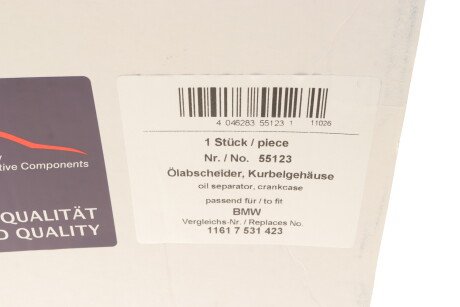 4 046283 55123 1 11026
1 Stück / piece
Nr. / No. 55123
Ölabscheider, Kurbelgehäuse
oil separator, crankcase
passend für / to fit
BMW
Vergleichs-Nr. / Replaces No.
1161 7 531 423
y
tive Components
QUALITÄT
D QUALITY